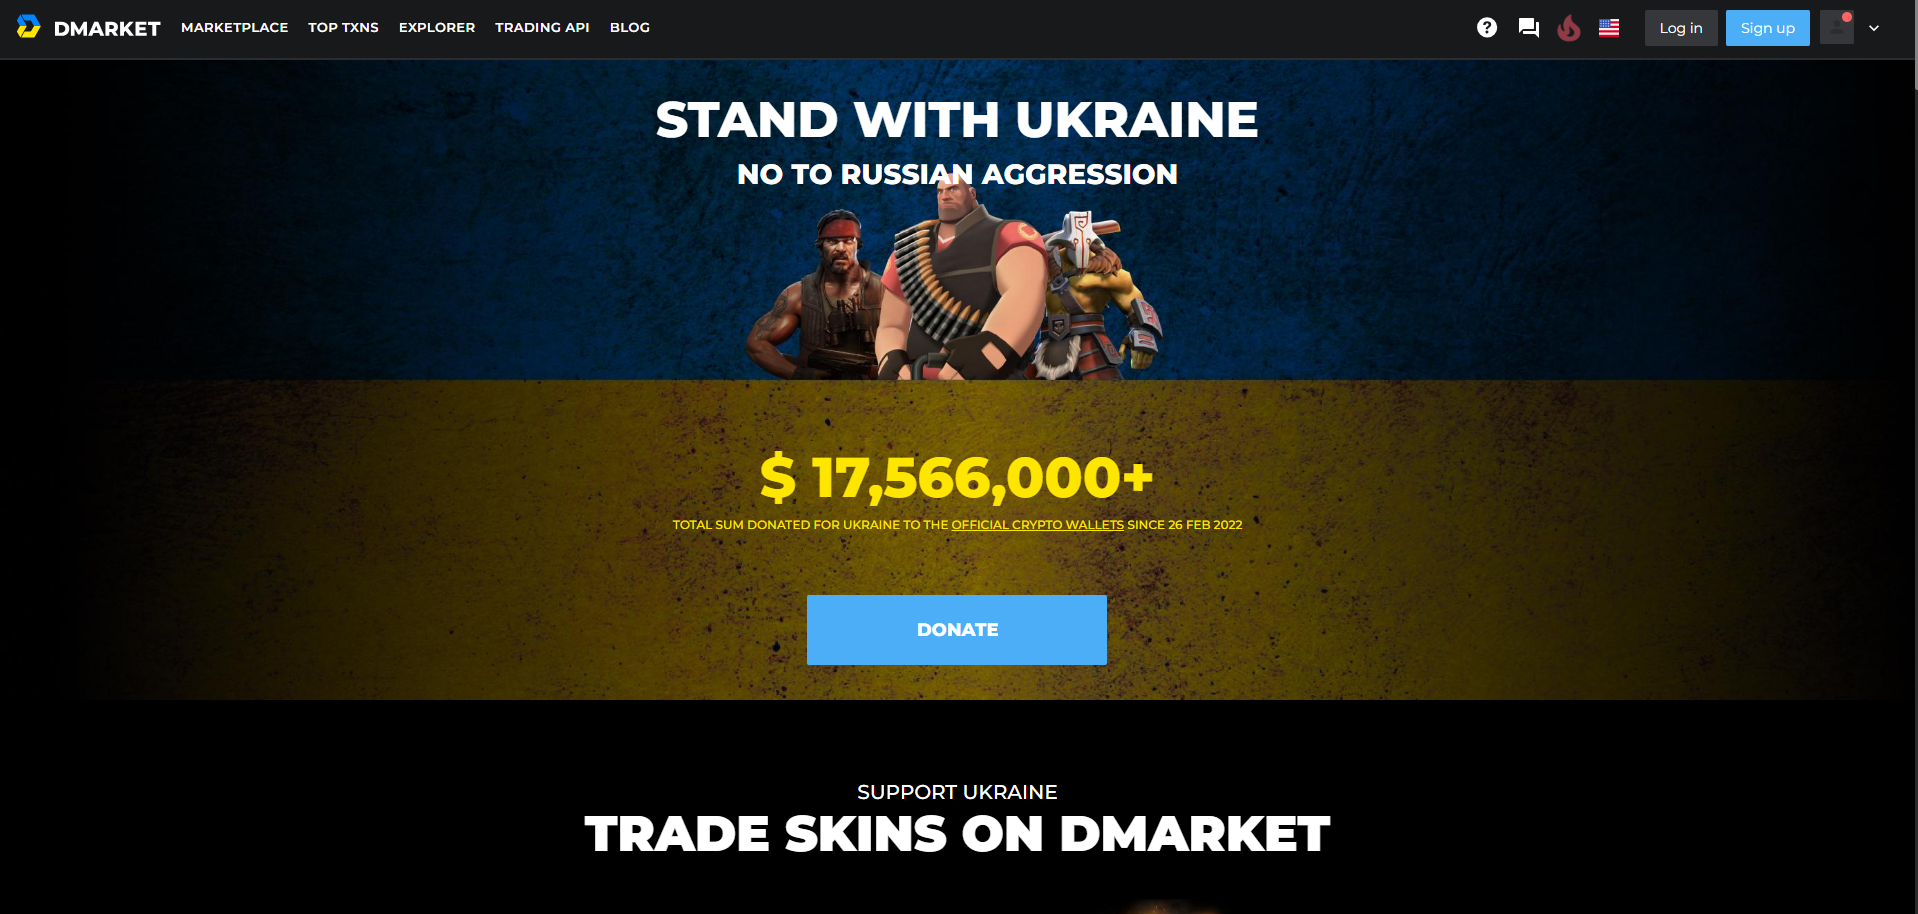 DMARKET MARKETPLACE TOP TXNS EXPLORER TRADING API BLOG Log in Sign up
STAND WITH UKRAINE
NO TO RUSSIAN AGGRESSION
$ 17,566,000+
TOTAL SUM DONATED FOR UKRAINE TO THE OFFICIAL CRYPTO WALLETS SINCE 26 FEB 2022
DONATE
SUPPORT UKRAINE
TRADE SKINS ON DMARKET